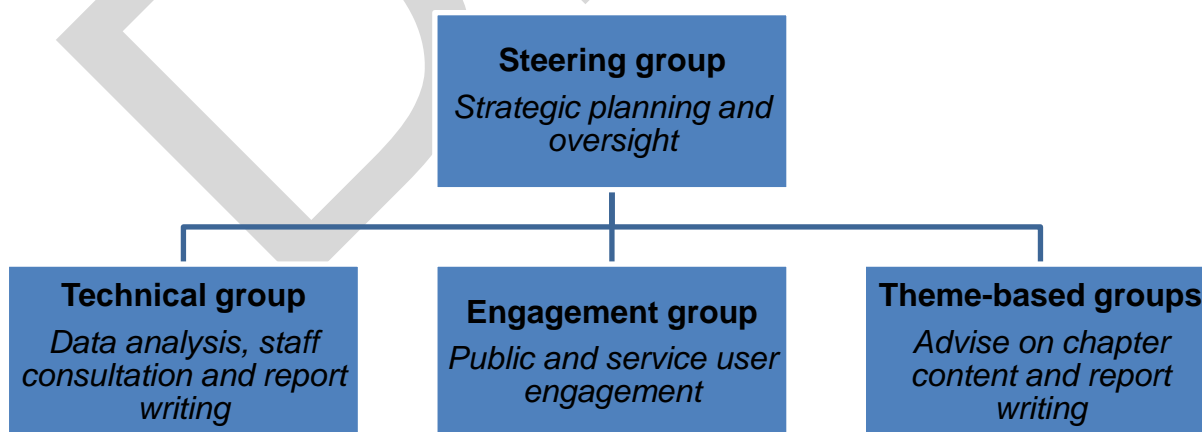 Steering group
Strategic planning and
oversight
Technical group
Data analysis, staff
consultation and report
writing
Engagement group
Public and service user
engagement
Theme-based groups
Advise on chapter
content and report
writing